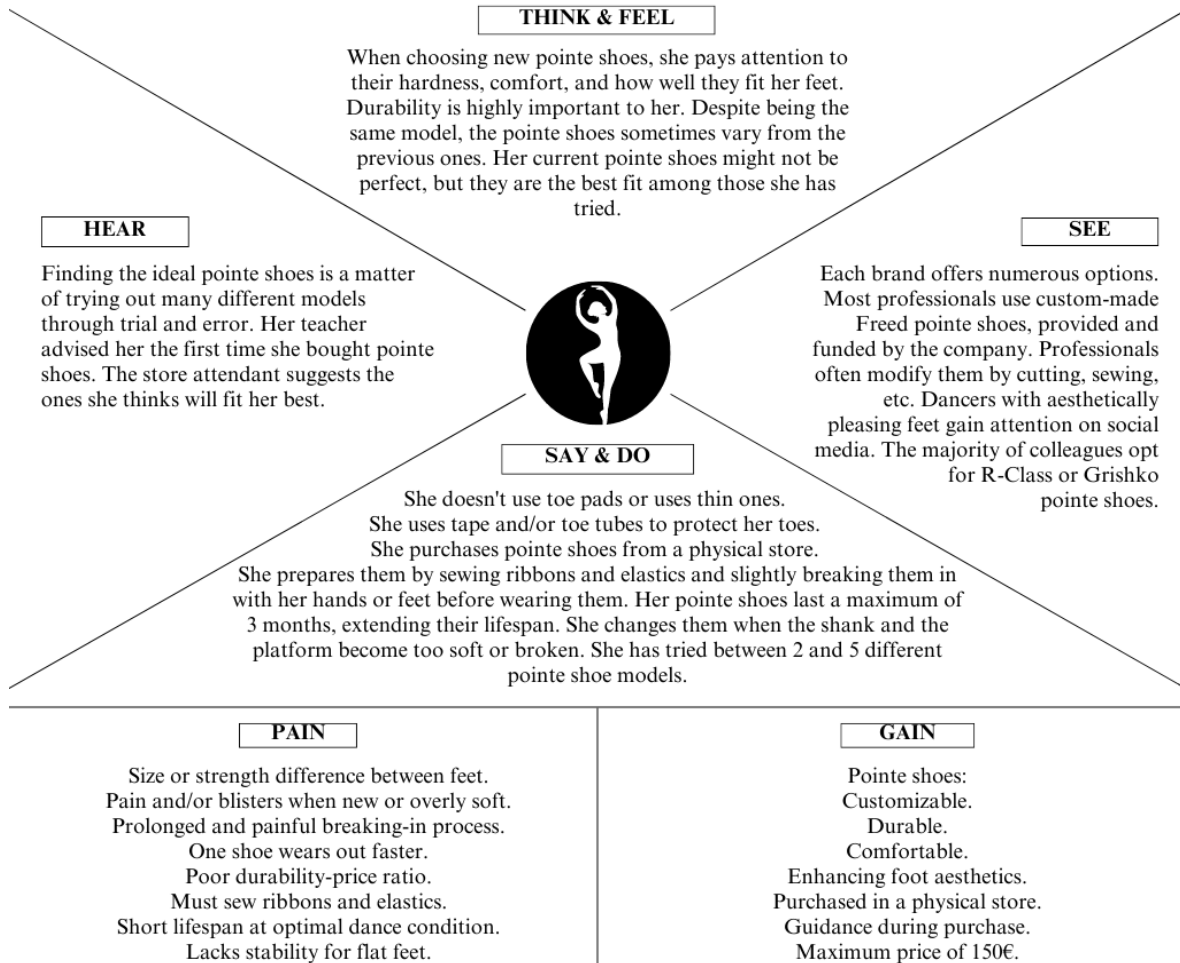 THINK & FEEL
When choosing new pointe shoes, she pays attention to
their hardness, comfort, and how well they fit her feet.
Durability is highly important to her. Despite being the
same model, the pointe shoes sometimes vary from the
previous ones. Her current pointe shoes might not be
perfect, but they are the best fit among those she has
tried.
HEAR
Finding the ideal pointe shoes is a matter
of trying out many different models
through trial and error. Her teacher
advised her the first time she bought pointe
shoes. The store attendant suggests the
ones she thinks will fit her best.
SEE
Each brand offers numerous options.
Most professionals use custom-made
Freed pointe shoes, provided and
funded by the company. Professionals
often modify them by cutting, sewing,
etc. Dancers with aesthetically
pleasing feet gain attention on social
media. The majority of colleagues opt
for R-Class or Grishko
pointe shoes.
SAY & DO
She doesn't use toe pads or uses thin ones.
She uses tape and/or toe tubes to protect her toes.
She purchases pointe shoes from a physical store.
She prepares them by sewing ribbons and elastics and slightly breaking them in
with her hands or feet before wearing them. Her pointe shoes last a maximum of
3 months, extending their lifespan. She changes them when the shank and the
platform become too soft or broken. She has tried between 2 and 5 different
pointe shoe models.
PAIN
Size or strength difference between feet.
Pain and/or blisters when new or overly soft.
Prolonged and painful breaking-in process.
One shoe wears out faster.
Poor durability-price ratio.
Must sew ribbons and elastics.
Short lifespan at optimal dance condition.
Lacks stability for flat feet.
GAIN
Pointe shoes:
Customizable.
Durable.
Comfortable.
Enhancing foot aesthetics.
Purchased in a physical store.
Guidance during purchase.
Maximum price of 150€.